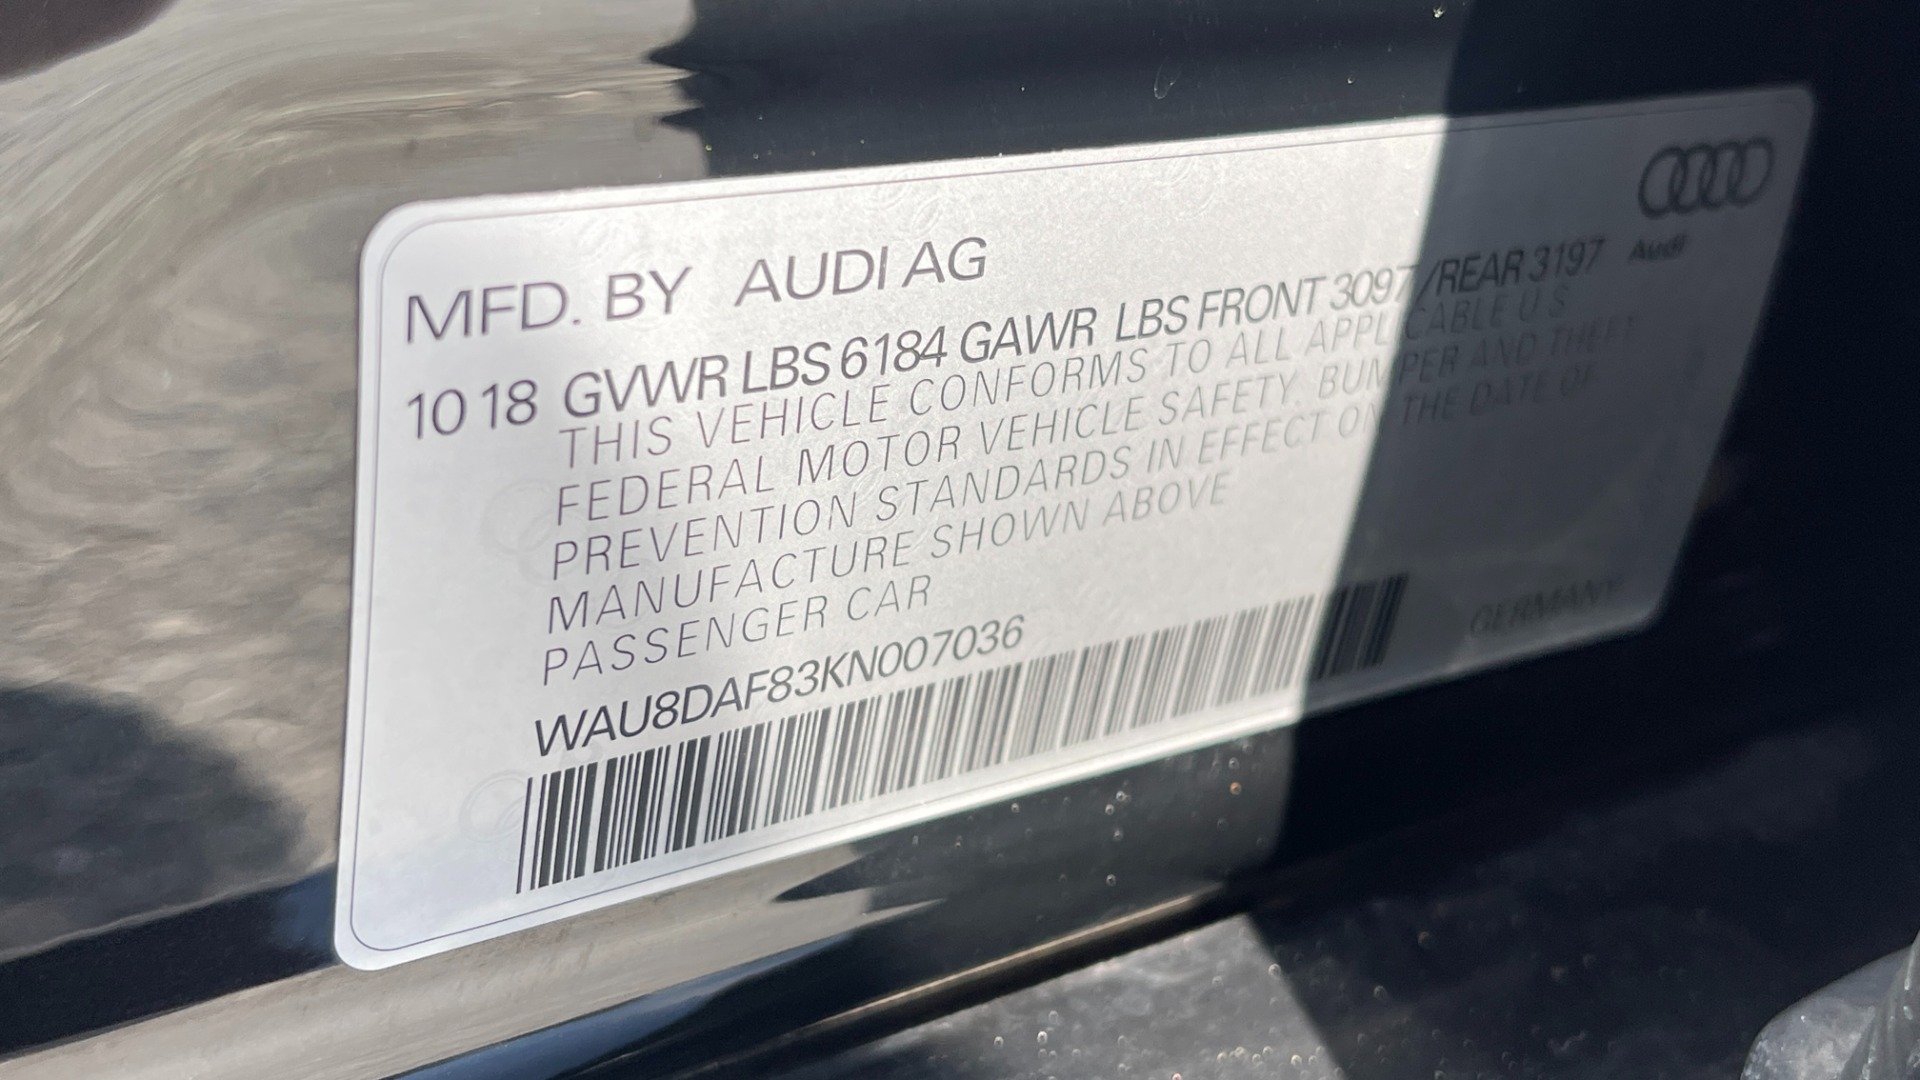 MFD. BY AUDI AG
Audi
10 18 GVWR LBS 6184 GAWR LBS FRONT 3097 /REAR 3197
THIS VEHICLE CONFORMS TO ALL APPLICABLE U S
FEDERAL MOTOR VEHICLE SAFETY. BUMPER AND THEFT
PREVENTION STANDARDS IN EFFECT ON THE DATE OF
MANUFACTURE SHOWN ABOVE
PASSENGER CAR
WAU8DAF83KN007036
GERMANY